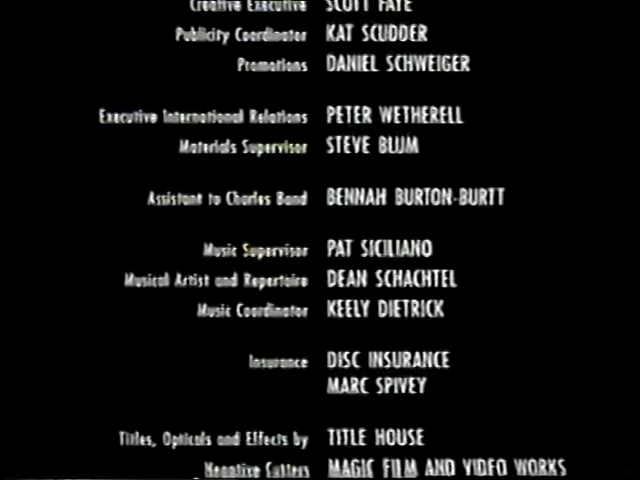 Creative Executive SCOTT FAYE
Publicity Coordinator KAT SCUDDER
Promotions DANIEL SCHWEIGER
Executive International Relations PETER WETHERELL
Materials Supervisor STEVE BLUM
Assistant to Charles Band BENNAH BURTON-BURTT
Music Supervisor PAT SICILIANO
Musical Artist and Repertoire DEAN SCHACHTEL
Music Coordinator KEELY DIETRICK
Insurance DISC INSURANCE
MARC SPIVEY
Titles, Opticals and Effects by TITLE HOUSE
Negative Cutters MAGIC FILM AND VIDEO WORKS